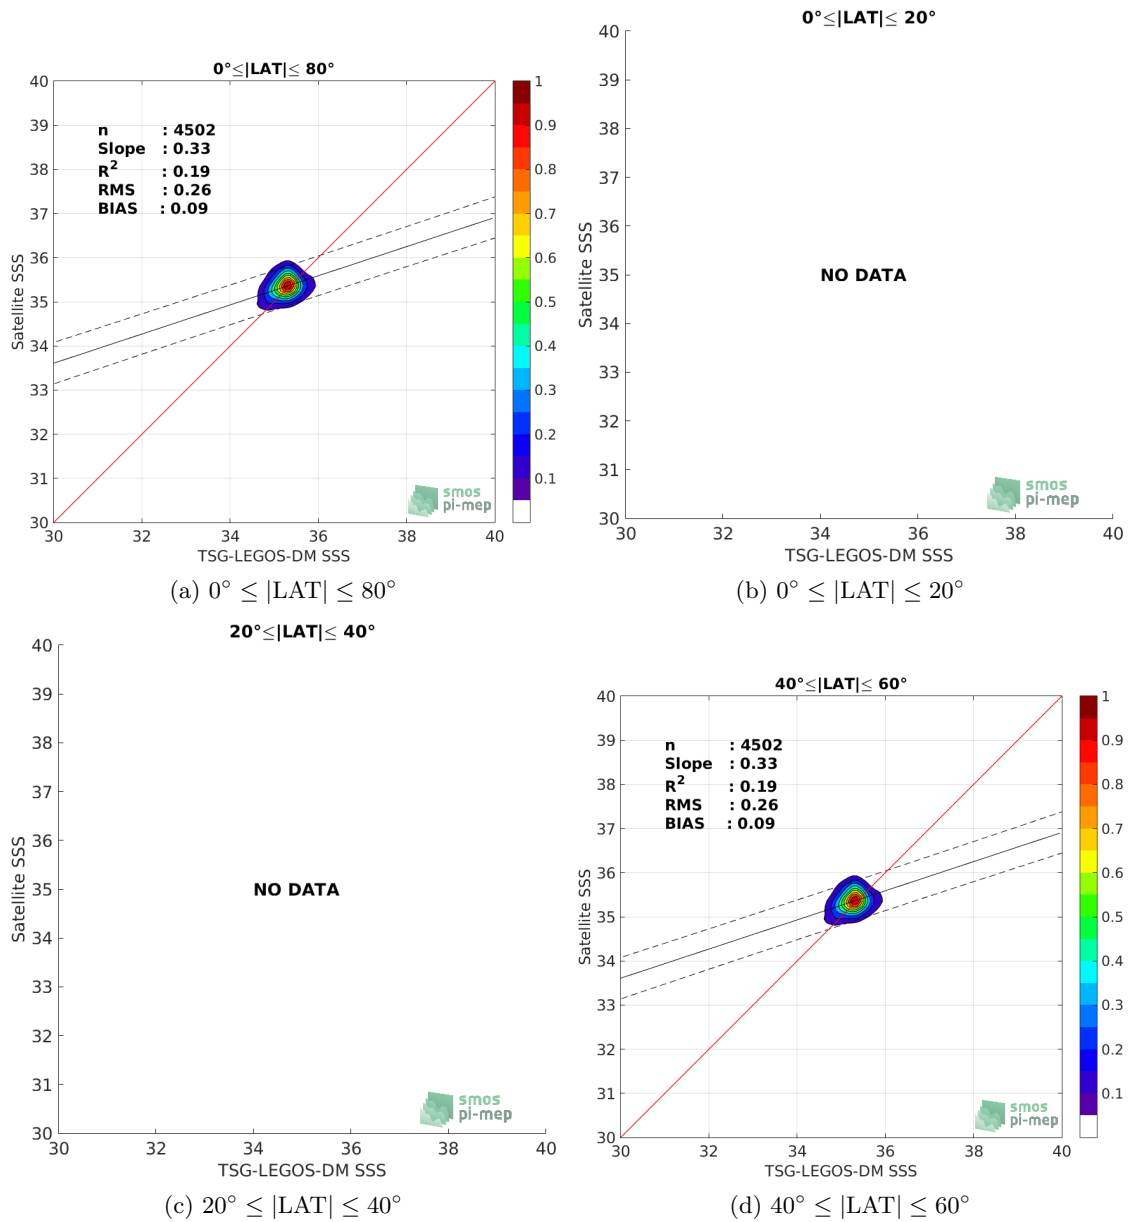 0°≤|LAT|≤ 80°
40
39
38
37
36
35
34
33
32
31
30
Satellite SSS
n : 4502
Slope : 0.33
R² : 0.19
RMS : 0.26
BIAS : 0.09
smos
pi-mep
30 32 34 36 38 40
TSG-LEGOS-DM SSS
1
0.9
0.8
0.7
0.6
0.5
0.4
0.3
0.2
0.1
(a) 0° ≤ |LAT| ≤ 80°
0°≤|LAT|≤ 20°
40
39
38
37
36
35
34
33
32
31
30
Satellite SSS
NO DATA
smos
pi-mep
30 32 34 36 38 40
TSG-LEGOS-DM SSS
(b) 0° ≤ |LAT| ≤ 20°
20°≤|LAT|≤ 40°
40
39
38
37
36
35
34
33
32
31
30
Satellite SSS
NO DATA
smos
pi-mep
30 32 34 36 38 40
TSG-LEGOS-DM SSS
(c) 20° ≤ |LAT| ≤ 40°
40°≤|LAT|≤ 60°
40
39
38
37
36
35
34
33
32
31
30
Satellite SSS
n : 4502
Slope : 0.33
R² : 0.19
RMS : 0.26
BIAS : 0.09
smos
pi-mep
30 32 34 36 38 40
TSG-LEGOS-DM SSS
1
0.9
0.8
0.7
0.6
0.5
0.4
0.3
0.2
0.1
(d) 40° ≤ |LAT| ≤ 60°